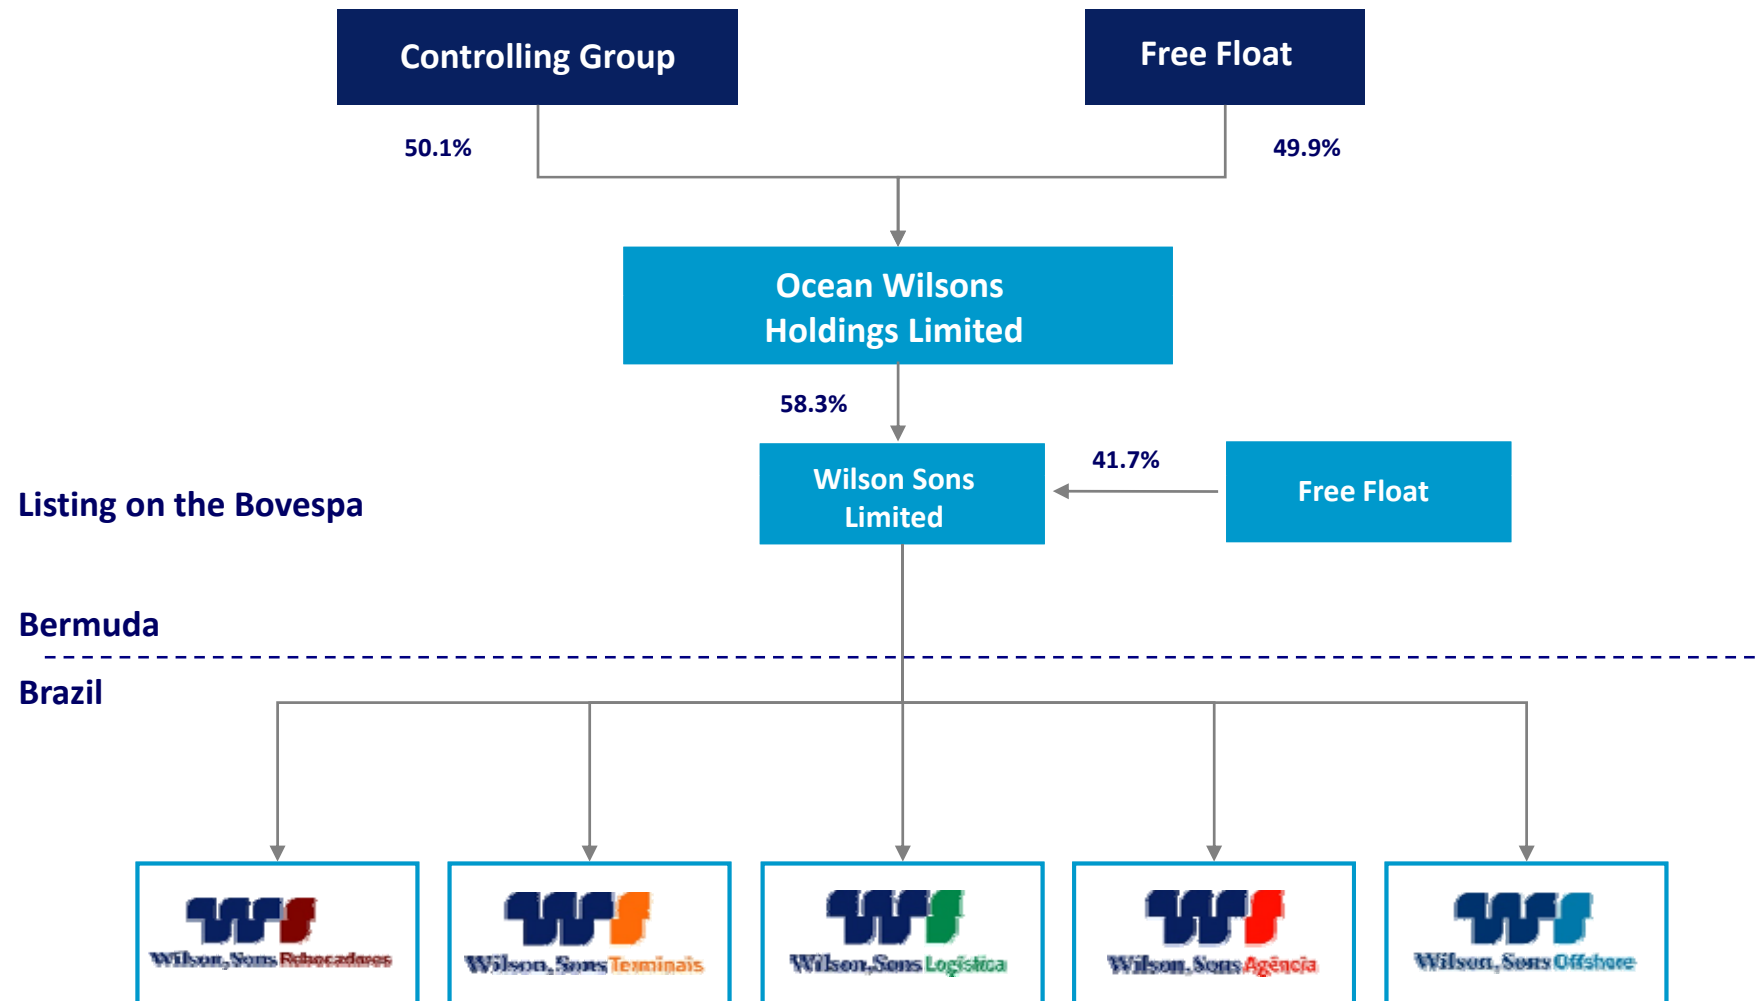 Controlling Group
Free Float
50.1%
49.9%
Ocean Wilsons
Holdings Limited
58.3%
Wilson Sons
Limited
41.7%
Free Float
Listing on the Bovespa
Bermuda
Brazil
Wilson, Sons Rebocadores
Wilson, Sons Terminais
Wilson, Sons Logística
Wilson, Sons Agência
Wilson, Sons Offshore